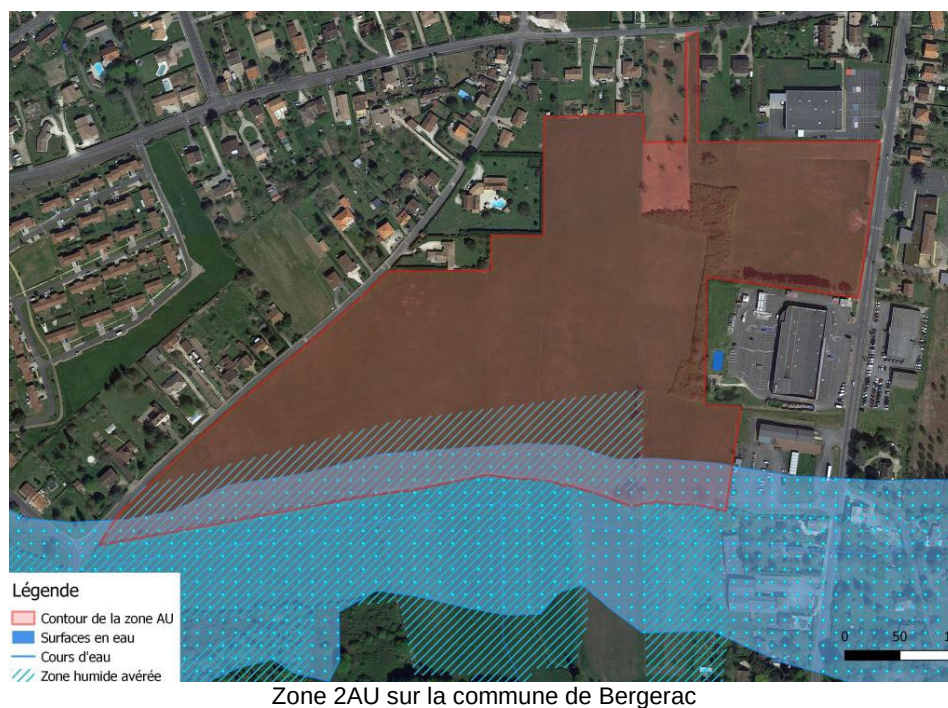 Légende
Contour de la zone AU
Surfaces en eau
Cours d'eau
Zone humide avérée
0 50 1
Zone 2AU sur la commune de Bergerac